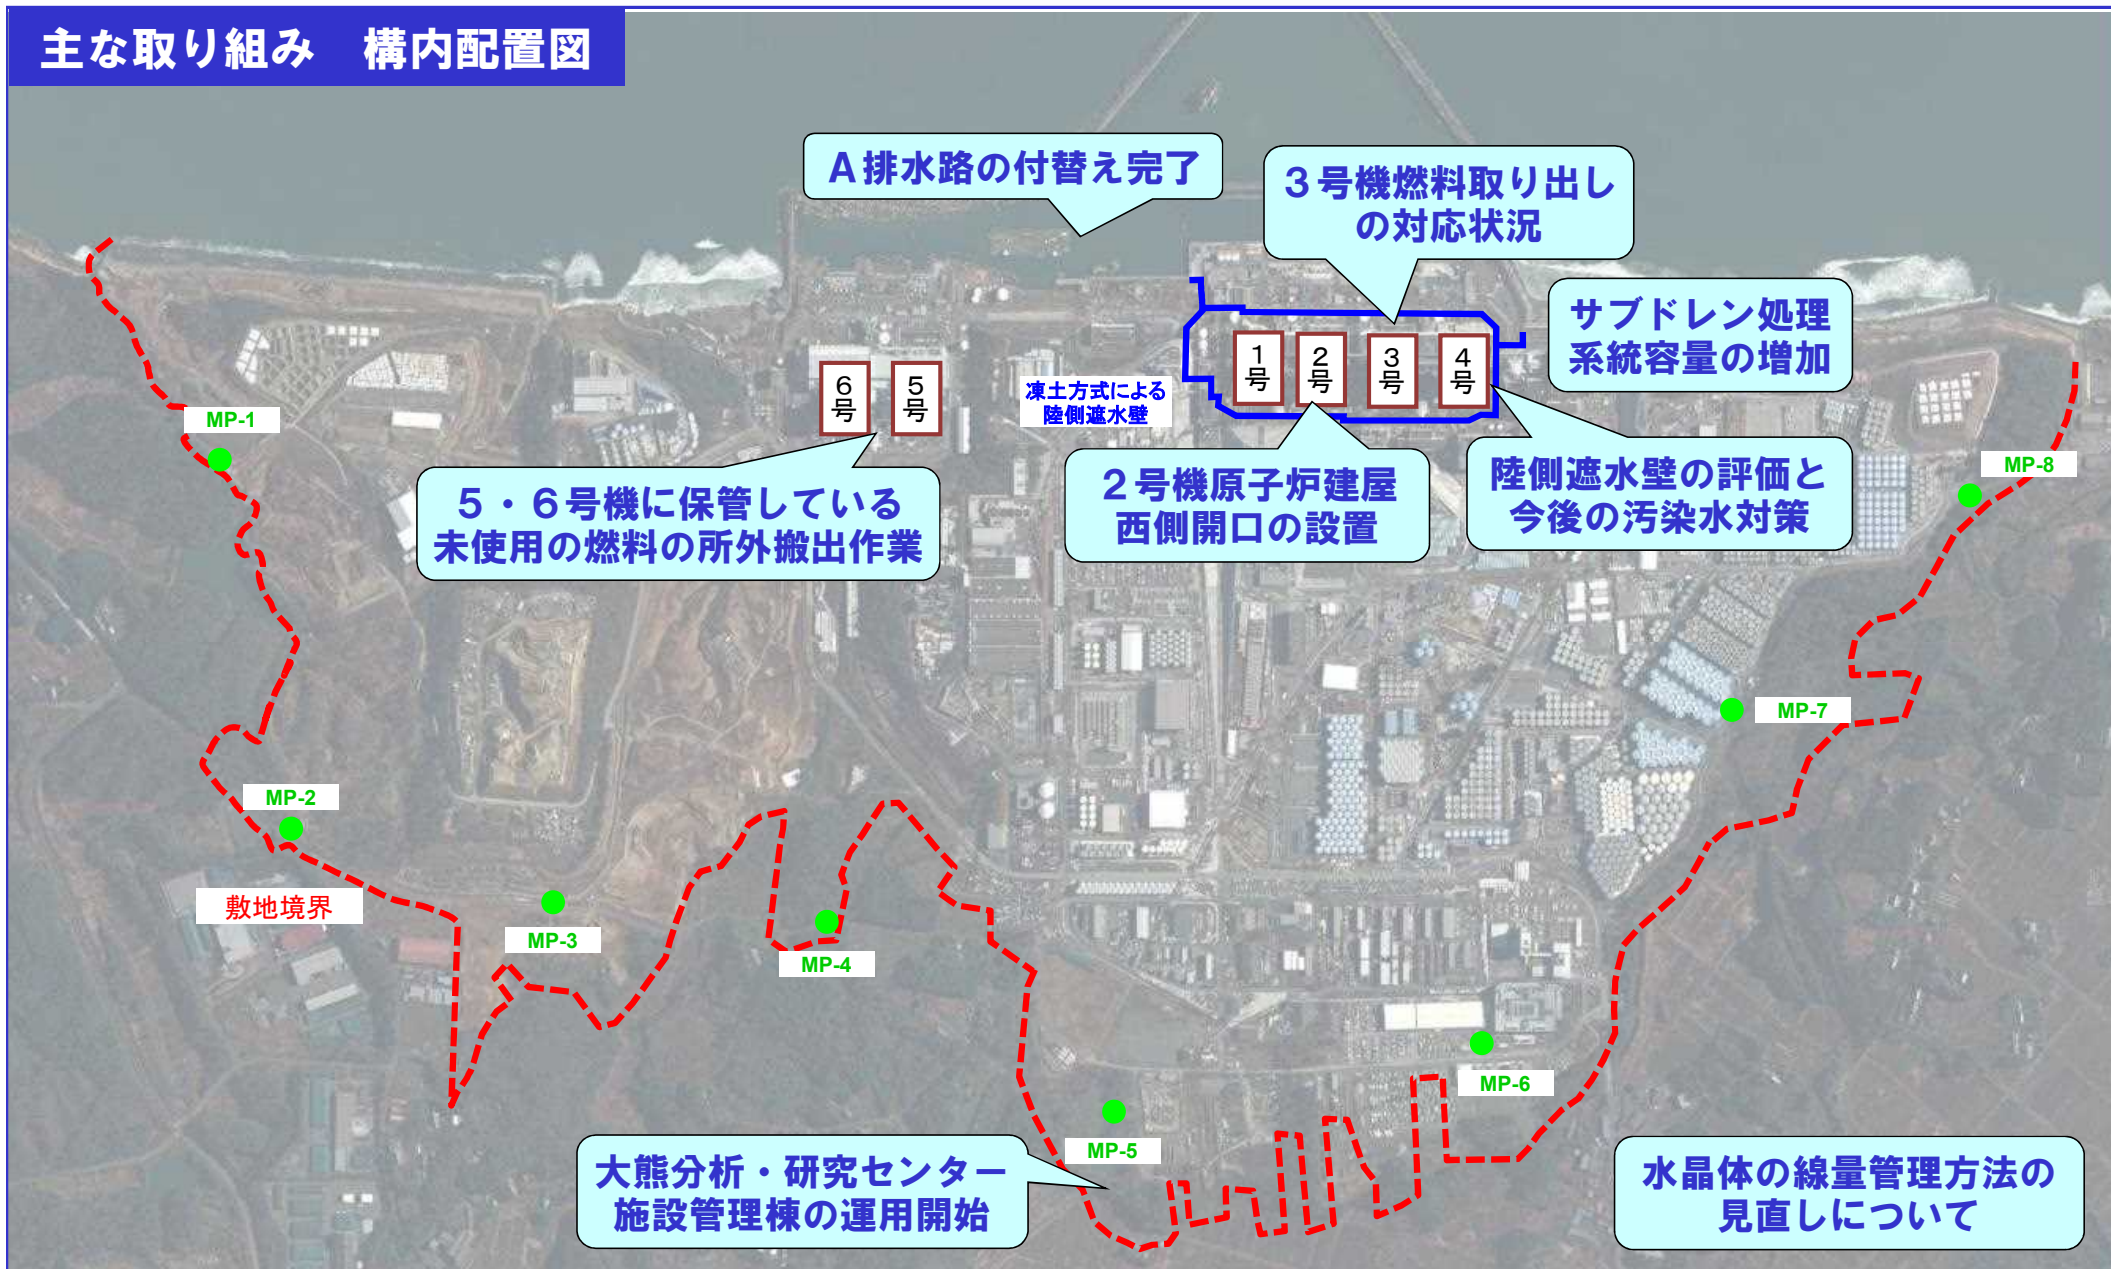 主な取り組み　構内配置図
A排水路の付替え完了
３号機燃料取り出し
の対応状況
サブドレン処理
系統容量の増加
1号
2号
3号
4号
6号
5号
凍土方式による
陸側遮水壁
MP-1
5・6号機に保管している
未使用の燃料の所外搬出作業
2号機原子炉建屋
西側開口の設置
陸側遮水壁の評価と
今後の汚染水対策
MP-8
MP-7
MP-2
敷地境界
MP-3
MP-4
MP-6
MP-5
大熊分析・研究センター
施設管理棟の運用開始
水晶体の線量管理方法の
見直しについて